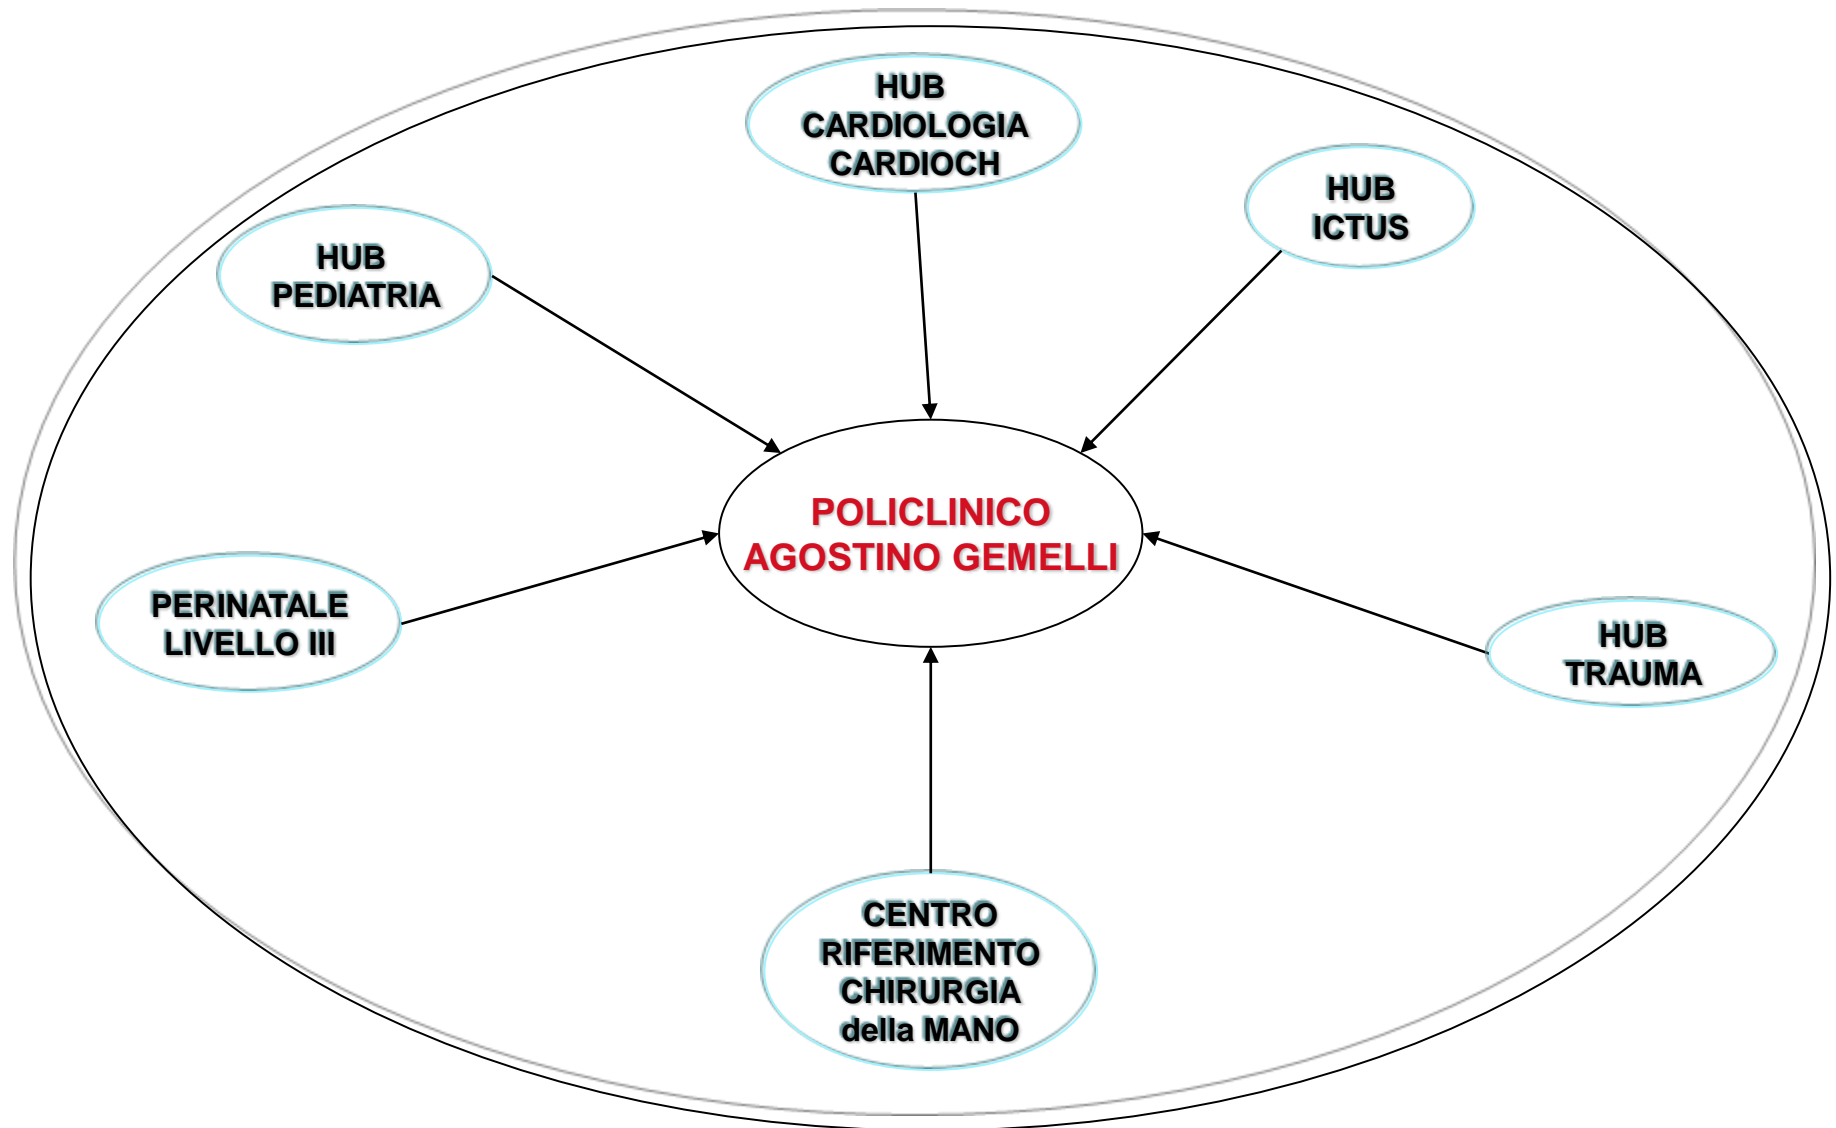 HUB
CARDIOLOGIA
CARDIOCH
HUB
ICTUS
HUB
PEDIATRIA
POLICLINICO
AGOSTINO GEMELLI
PERINATALE
LIVELLO III
HUB
TRAUMA
CENTRO
RIFERIMENTO
CHIRURGIA
della MANO